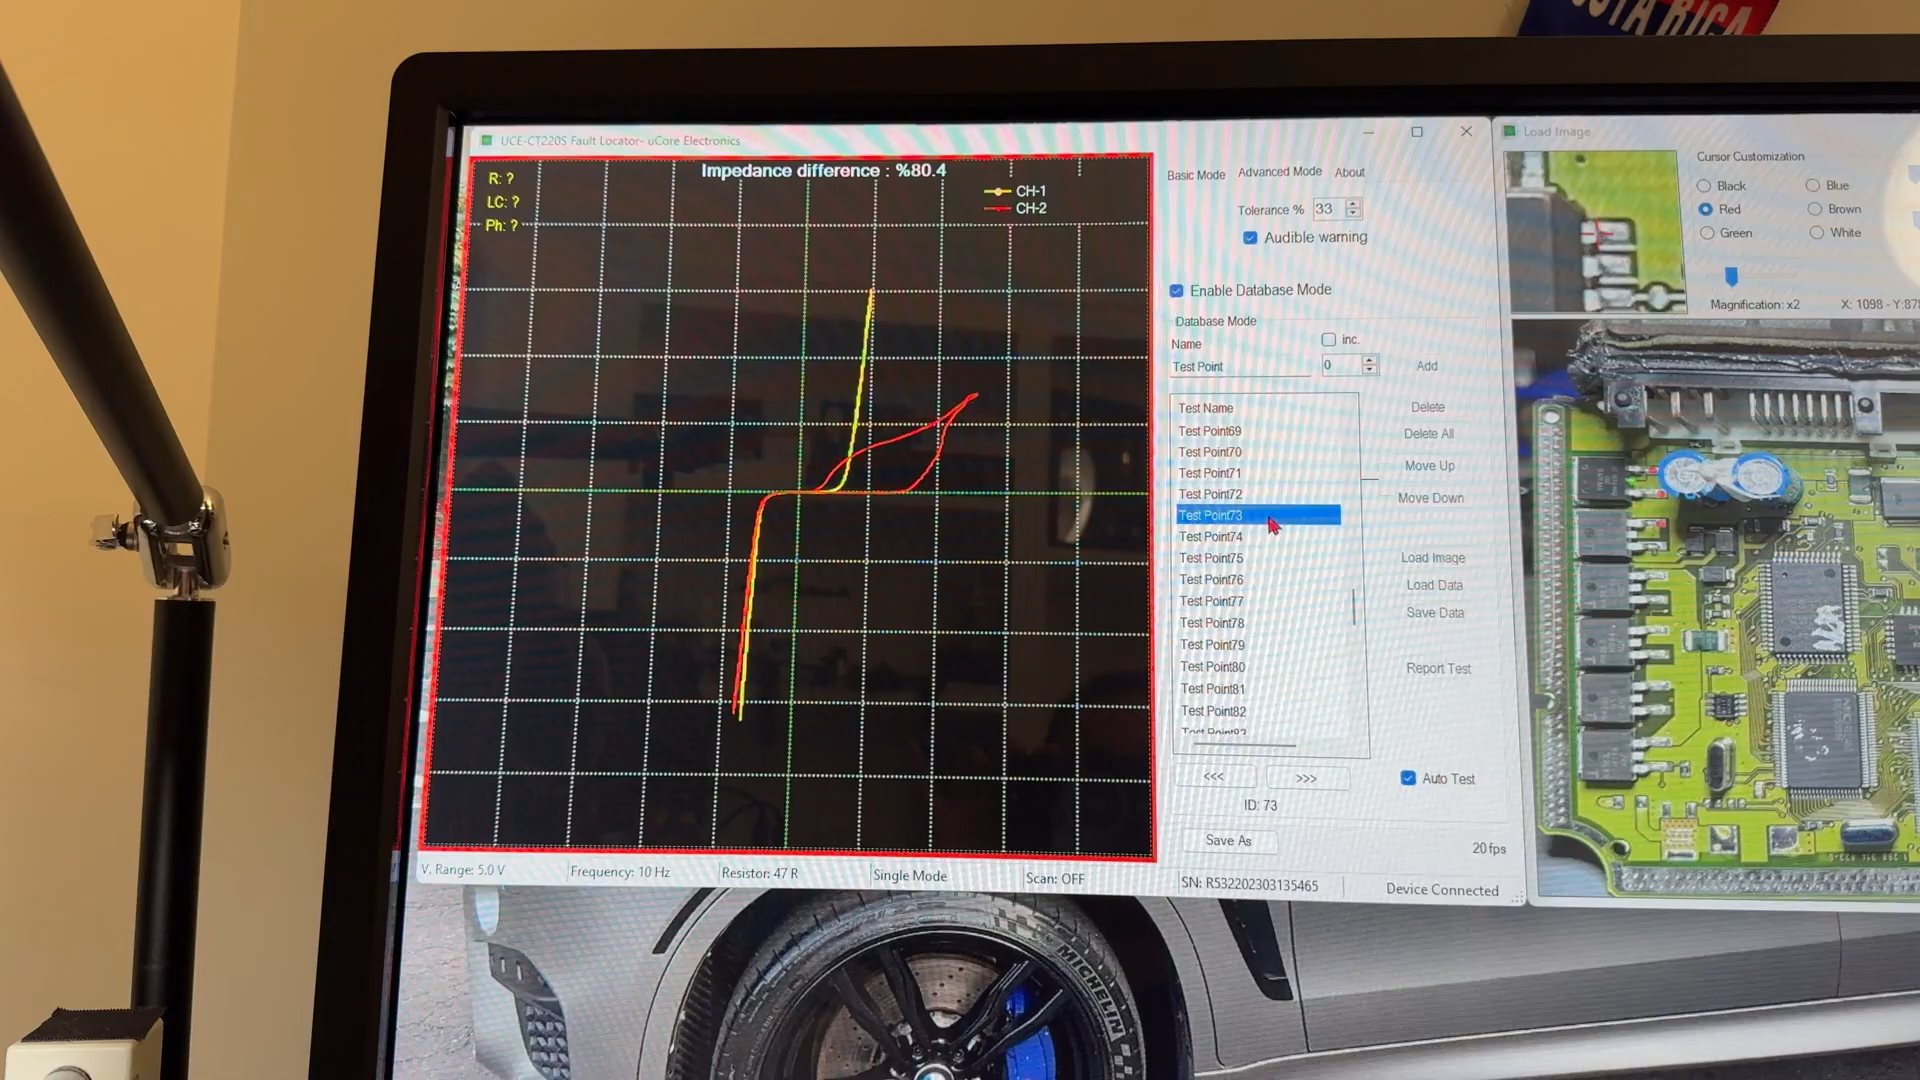 COSTA RICA
UCE-CT220S Fault Locator- uCore Electronics
Impedance difference : %80.4
R: ?
LC: ?
Ph: ?
CH-1
CH-2
Basic Mode
Advanced Mode
About
Tolerance %
33
Audible warning
Enable Database Mode
Database Mode
Name
inc.
Test Point
0
Add
Test Name
Test Point69
Test Point70
Test Point71
Test Point72
Test Point73
Test Point74
Test Point75
Test Point76
Test Point77
Test Point78
Test Point79
Test Point80
Test Point81
Test Point82
Test Point83
Delete
Delete All
Move Up
Move Down
Load Image
Load Data
Save Data
Report Test
<<<
>>>
Auto Test
ID: 73
Save As
20 fps
V. Range: 5.0 V
Frequency: 10 Hz
Resistor: 47 R
Single Mode
Scan: OFF
SN: R532202303135465
Device Connected
Load Image
Cursor Customization
Black
Blue
Red
Brown
Green
White
Magnification: x2
MICHELIN